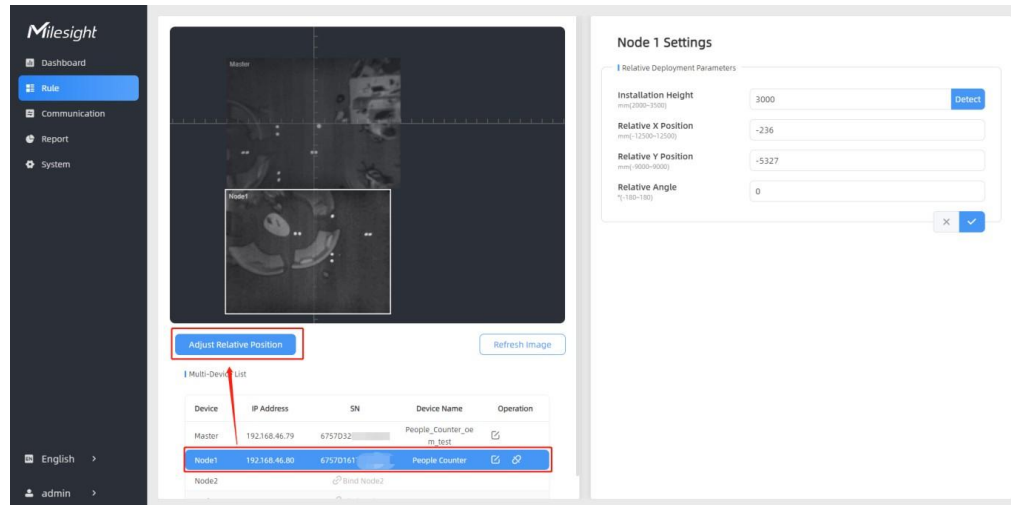 Milesight
Dashboard
Rule
Communication
Report
System
English >
admin >
Master
Node1
Adjust Relative Position
Refresh Image
Multi-Device List
Device IP Address SN Device Name Operation
Master 192.168.46.79 6757D32 People_Counter_oe
m_test
Node1 192.168.46.80 6757D161 People Counter
Node2 Bind Node2
Node 1 Settings
Relative Deployment Parameters
Installation Height 3000 Detect
mm(2000~3500)
Relative X Position -236
mm(-12500~12500)
Relative Y Position -5327
mm(-9000~9000)
Relative Angle 0
°(-180~180)